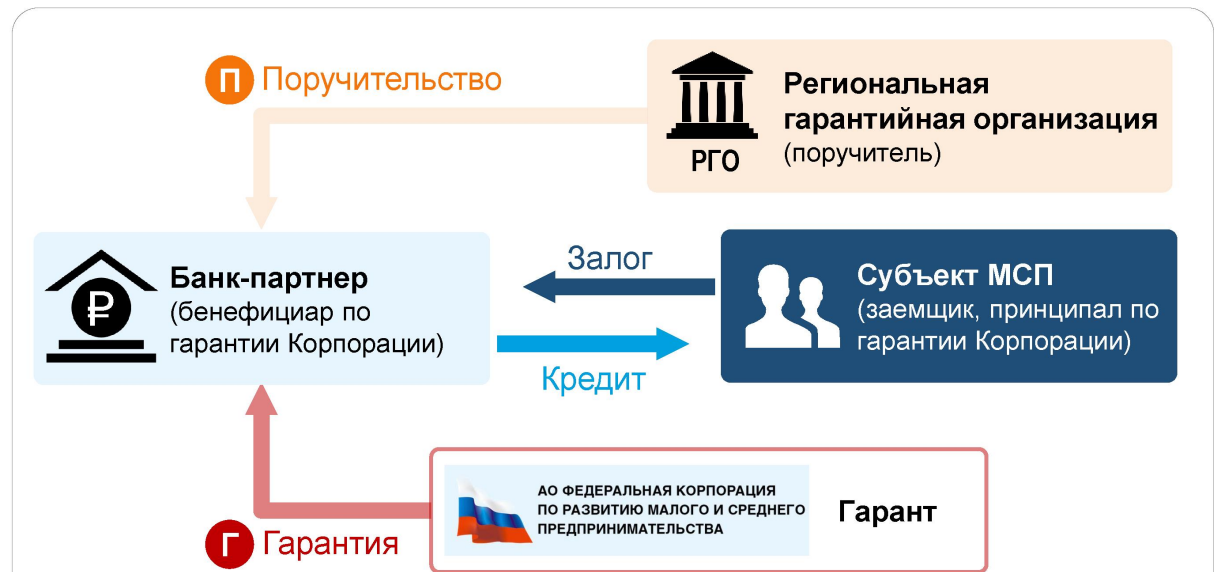 П Поручительство
Региональная
гарантийная организация
(поручитель)
РГО
Банк-партнер
(бенефициар по
гарантии Корпорации)
₽
Залог
Кредит
Субъект МСП
(заемщик, принципал по
гарантии Корпорации)
АО ФЕДЕРАЛЬНАЯ КОРПОРАЦИЯ
ПО РАЗВИТИЮ МАЛОГО И СРЕДНЕГО
ПРЕДПРИНИМАТЕЛЬСТВА
Гарант
Г Гарантия